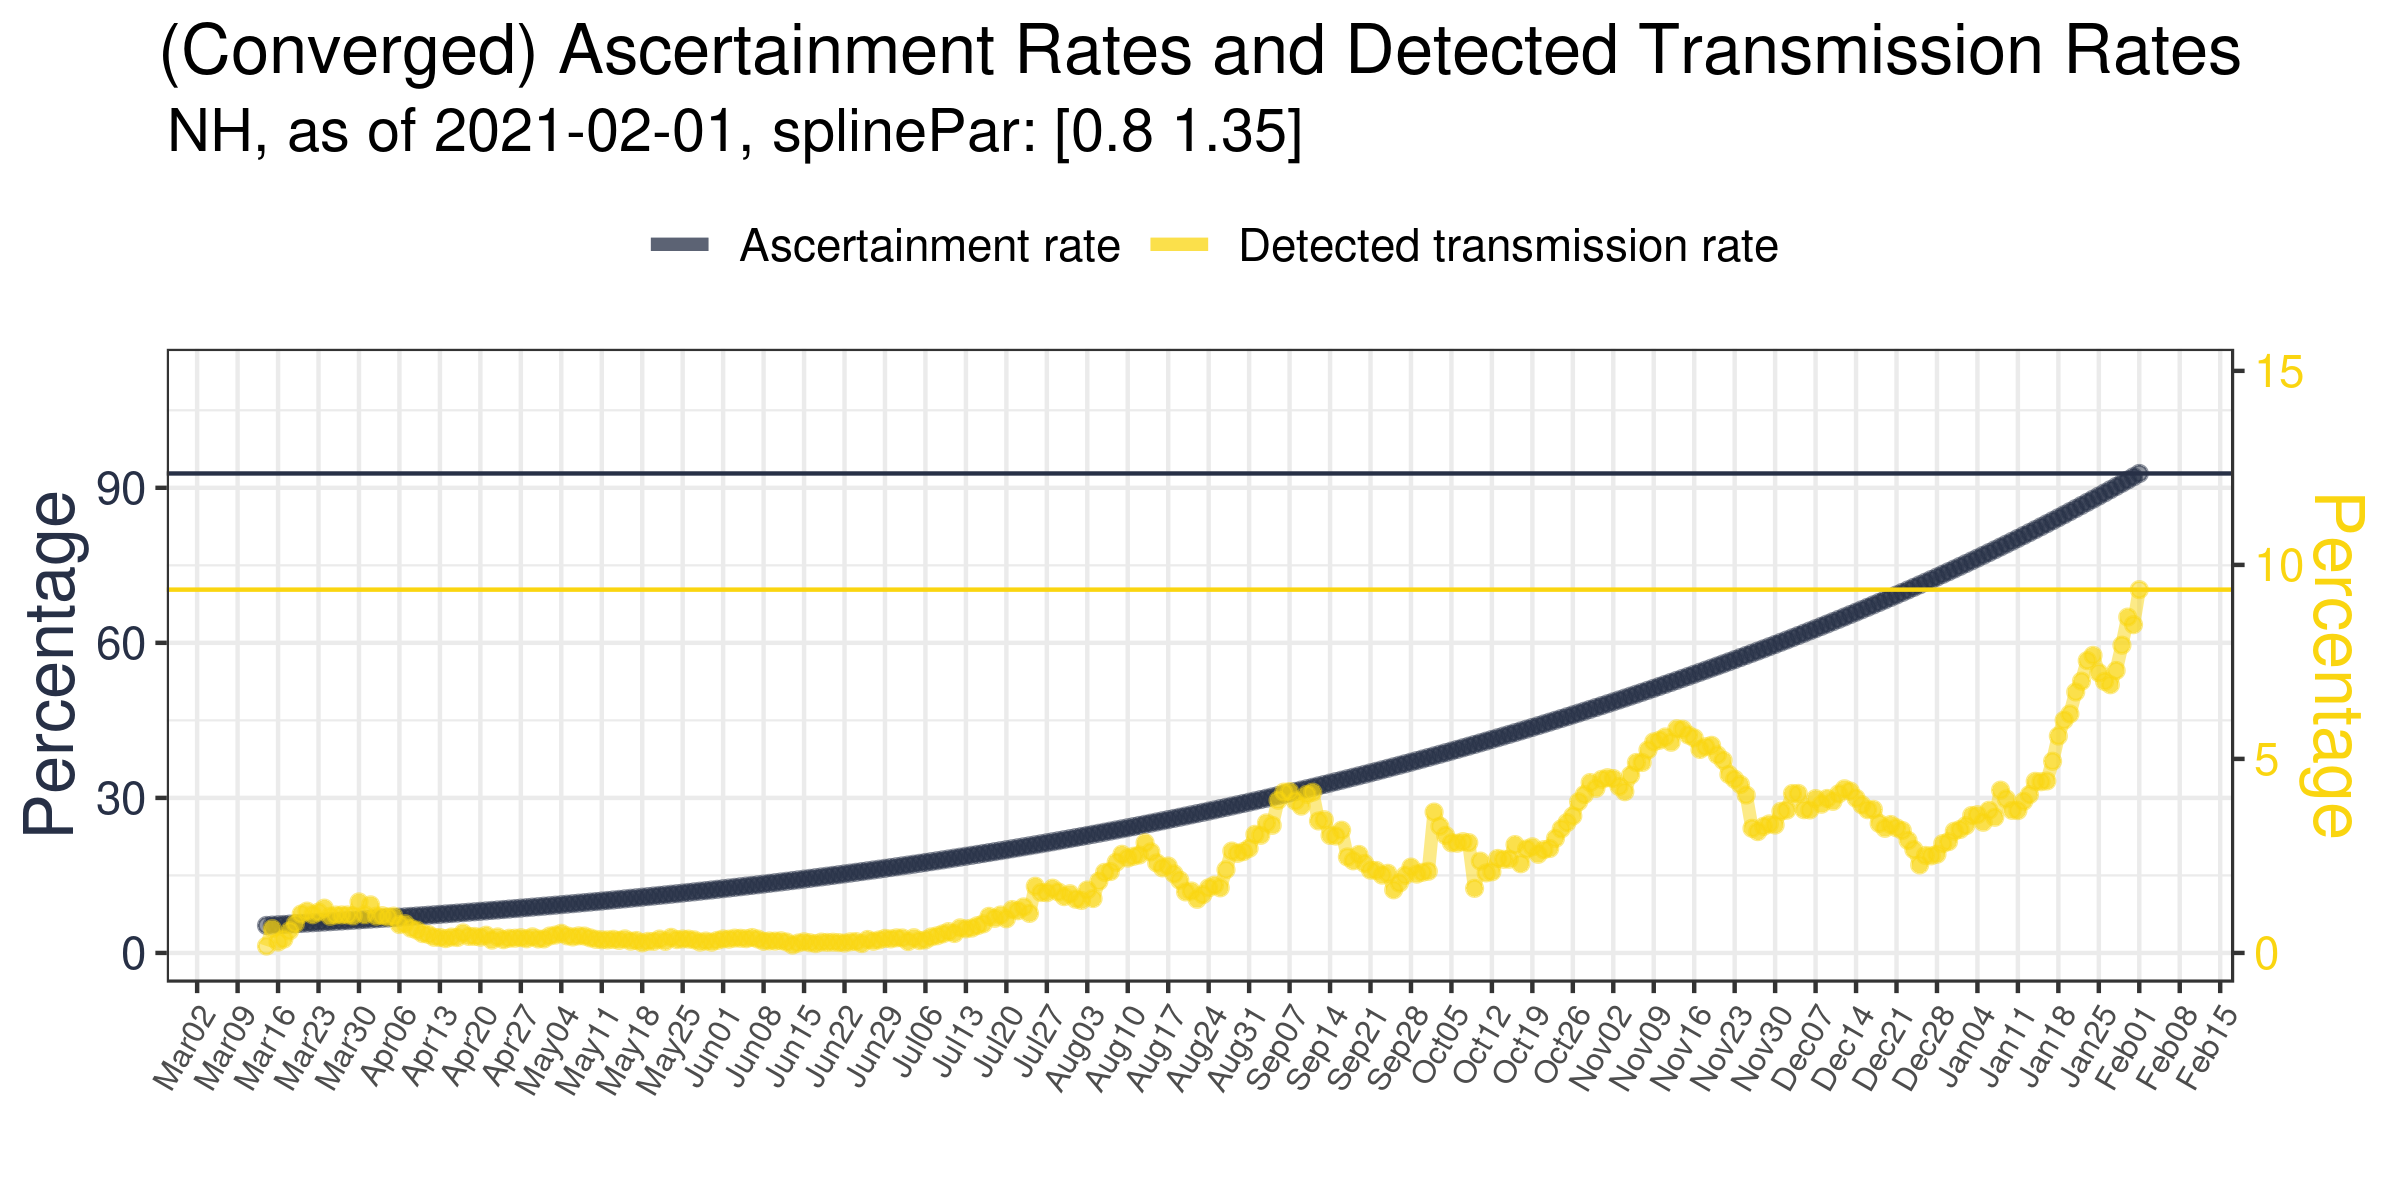 (Converged) Ascertainment Rates and Detected Transmission Rates
NH, as of 2021-02-01, splinePar: [0.8 1.35]
Ascertainment rate
Detected transmission rate
Percentage
90
60
30
0
15
10
5
0
Percentage
Mar02
Mar09
Mar16
Mar23
Mar30
Apr06
Apr13
Apr20
Apr27
May04
May11
May18
May25
Jun01
Jun08
Jun15
Jun22
Jun29
Jul06
Jul13
Jul20
Jul27
Aug03
Aug10
Aug17
Aug24
Aug31
Sep07
Sep14
Sep21
Sep28
Oct05
Oct12
Oct19
Oct26
Nov02
Nov09
Nov16
Nov23
Nov30
Dec07
Dec14
Dec21
Dec28
Jan04
Jan11
Jan18
Jan25
Feb01
Feb08
Feb15